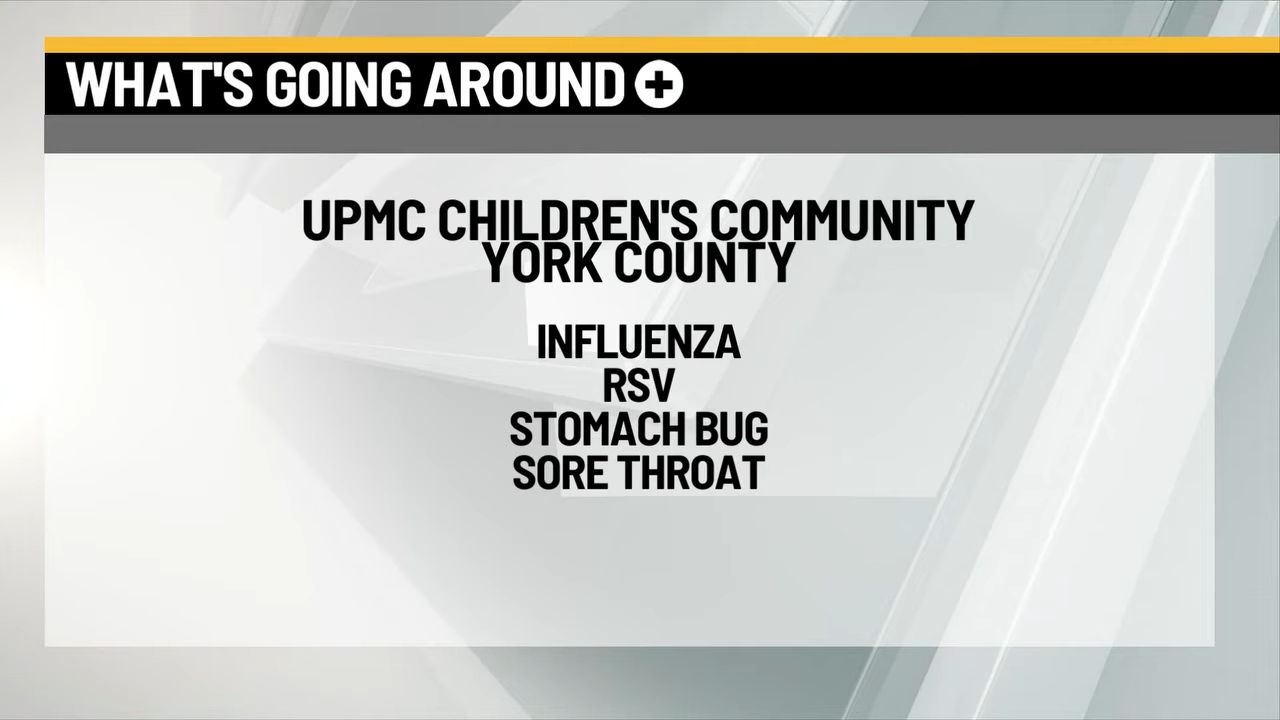 WHAT'S GOING AROUND
UPMC CHILDREN'S COMMUNITY
YORK COUNTY
INFLUENZA
RSV
STOMACH BUG
SORE THROAT